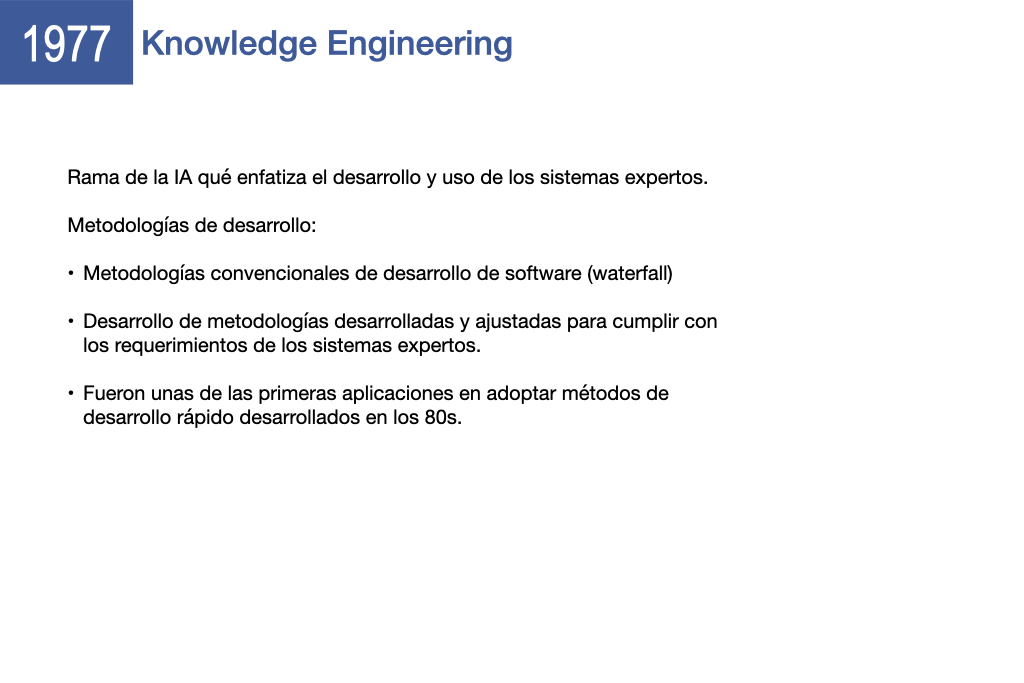 1977
Knowledge Engineering
Rama de la IA qué enfatiza el desarrollo y uso de los sistemas expertos.
Metodologías de desarrollo:
• Metodologías convencionales de desarrollo de software (waterfall)
• Desarrollo de metodologías desarrolladas y ajustadas para cumplir con
los requerimientos de los sistemas expertos.
• Fueron unas de las primeras aplicaciones en adoptar métodos de
desarrollo rápido desarrollados en los 80s.